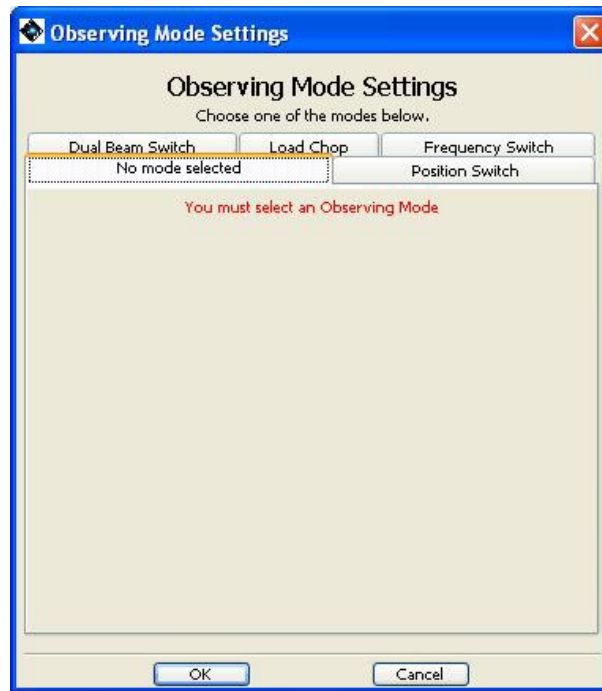 Observing Mode Settings
Observing Mode Settings
Choose one of the modes below.
Dual Beam Switch Load Chop Frequency Switch
No mode selected Position Switch
You must select an Observing Mode
OK Cancel